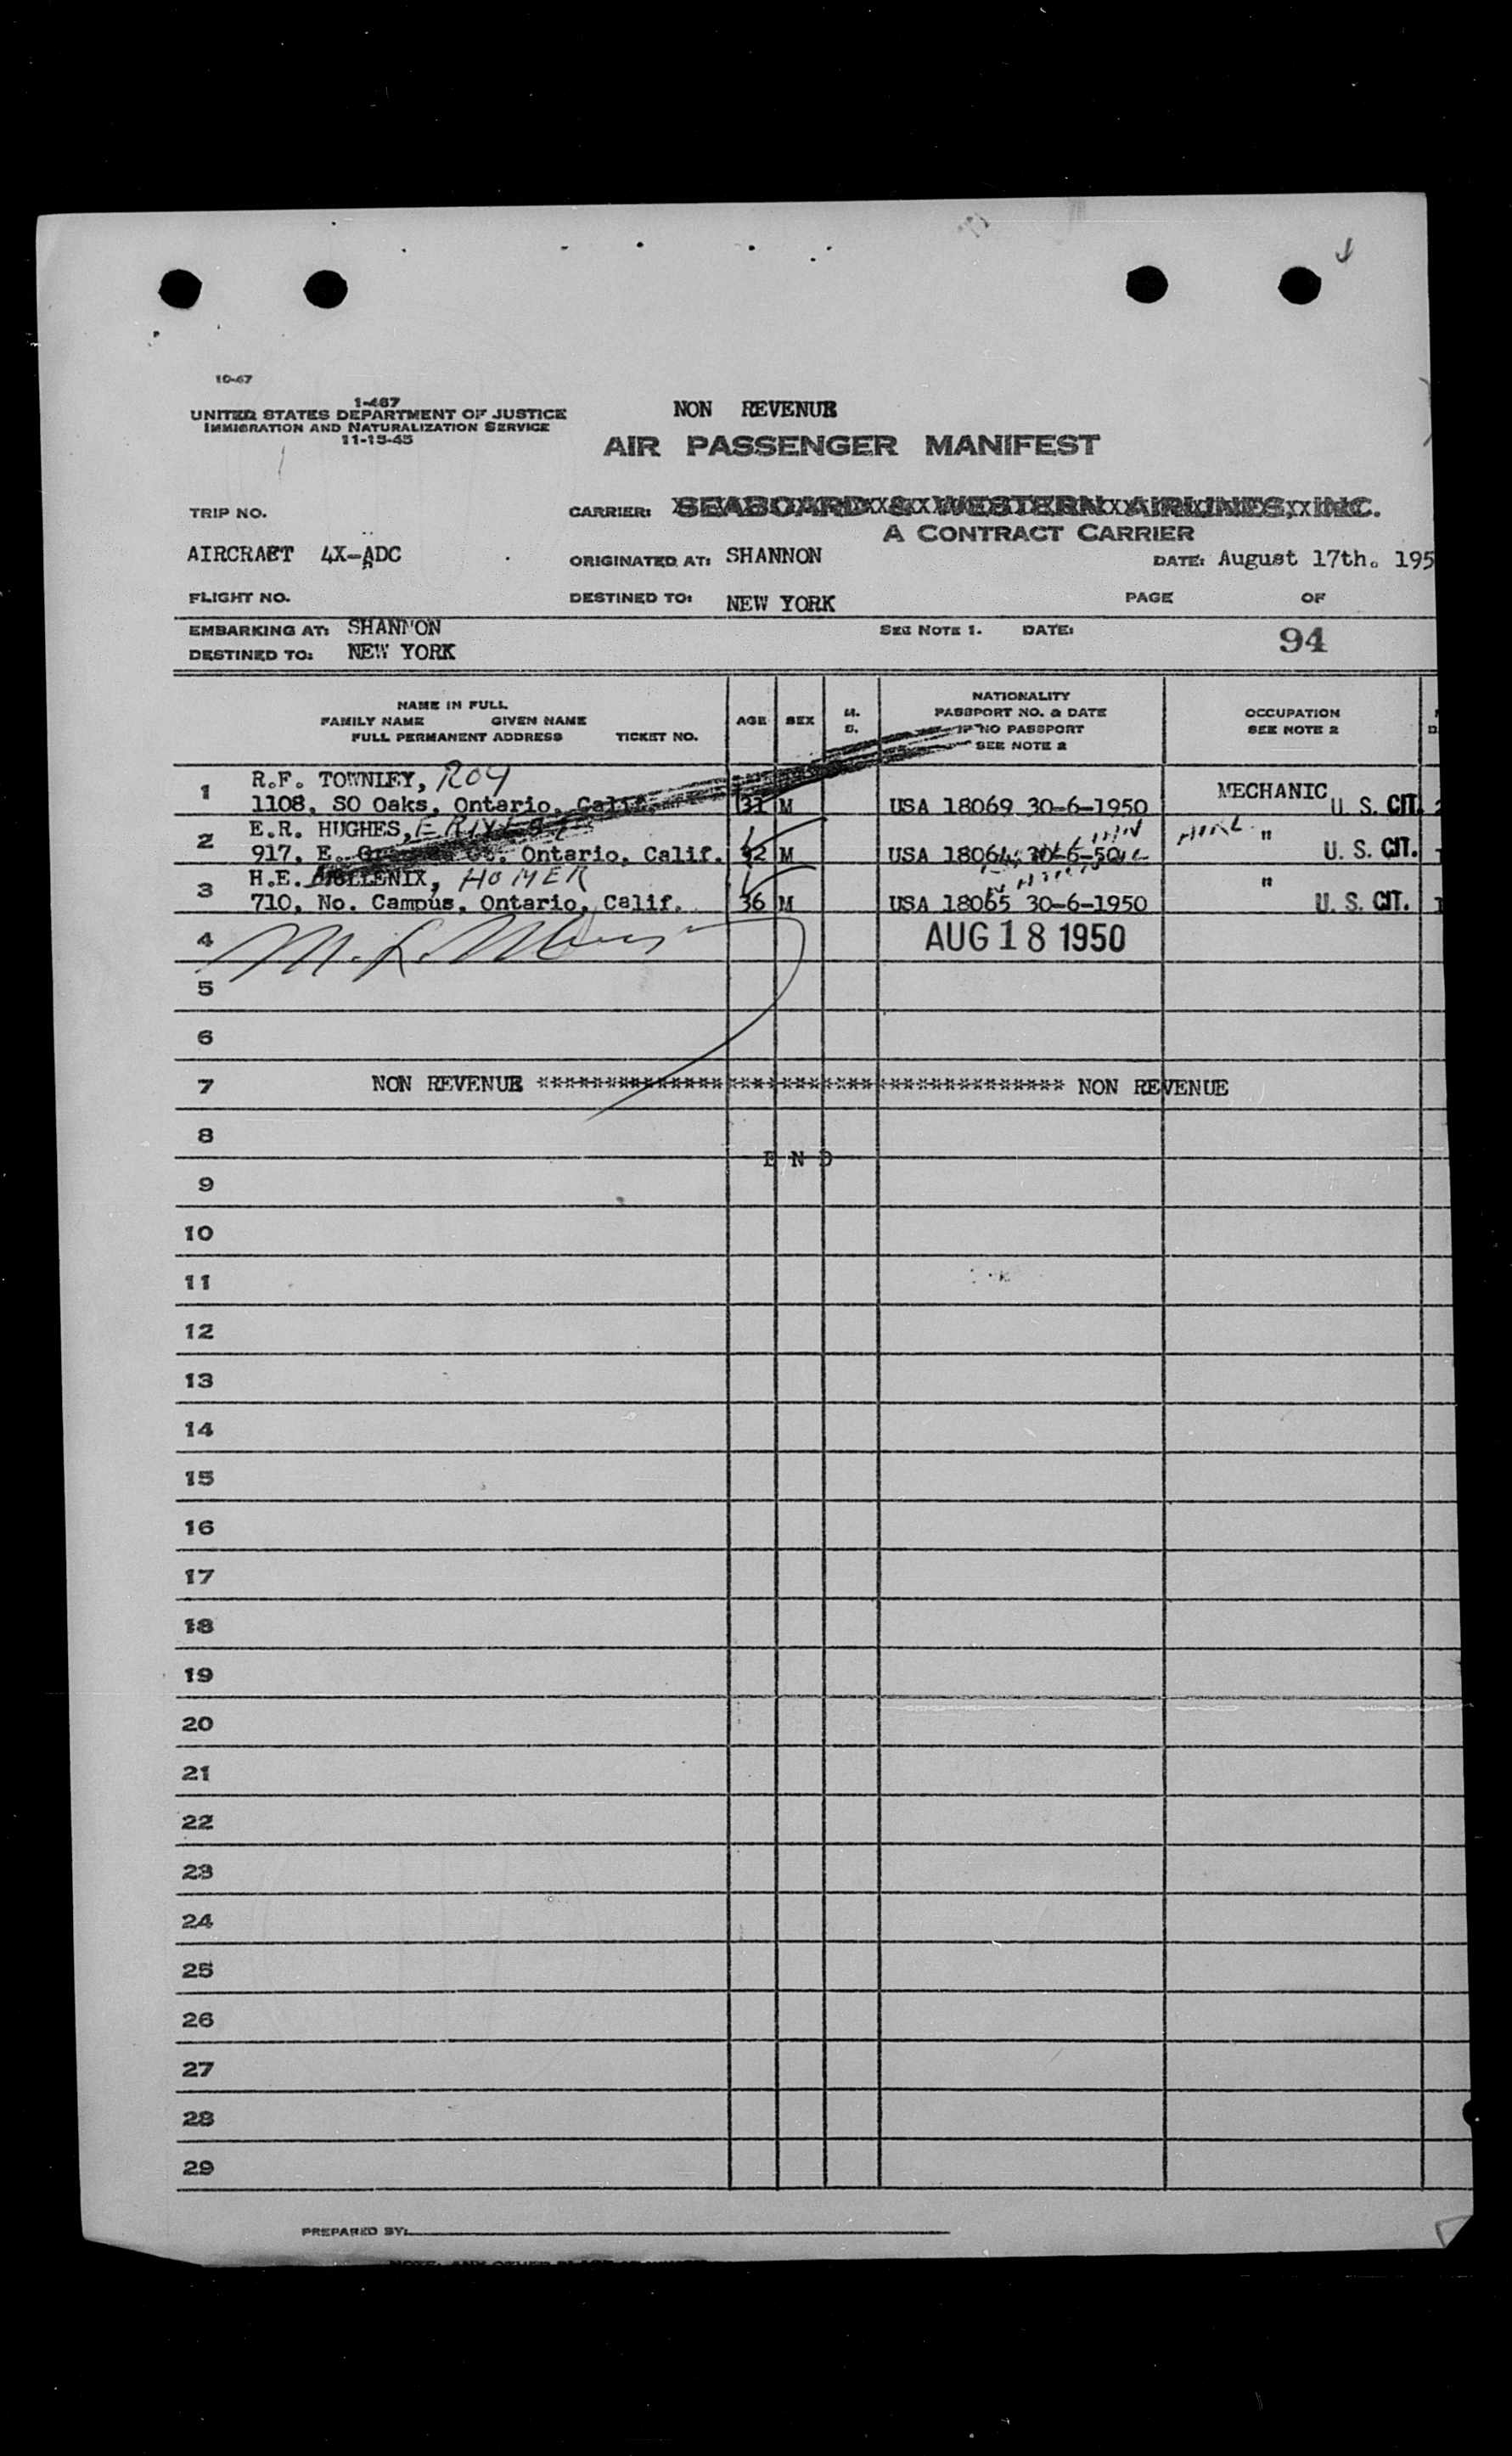 10-67
1-467
UNITED STATES DEPARTMENT OF JUSTICE
IMMIGRATION AND NATURALIZATION SERVICE
11-15-45
NON REVENUE
AIR PASSENGER MANIFEST
TRIP NO.
CARRIER: SEABOARD & WESTERN AIRLINES, INC.
A CONTRACT CARRIER
AIRCRAFT 4X-ADC
ORIGINATED AT: SHANNON
DATE: August 17th. 195
FLIGHT NO.
DESTINED TO: NEW YORK
PAGE OF
EMBARKING AT: SHANNON
SEE NOTE 1. DATE:
94
DESTINED TO: NEW YORK
NAME IN FULL
FAMILY NAME GIVEN NAME
FULL PERMANENT ADDRESS TICKET NO.
AGE
SEX
M.
S.
NATIONALITY
PASSPORT NO. & DATE
IF NO PASSPORT
SEE NOTE 2
OCCUPATION
SEE NOTE 2
1 R.F. TOWNLEY, ROY
1108, SO Oaks, Ontario, Calif. 31 M USA 18069 30-6-1950 MECHANIC U. S. CIT.
2 E.R. HUGHES,
917, E. Ontario, Calif. M USA 18064 " U. S. CIT.
3 H.E. HOMER
710, No. Campus, Ontario, Calif. 36 M USA 18065 30-6-1950 " U. S. CIT.
4 AUG 18 1950
5
6
7 NON REVENUE *************************************** NON REVENUE
8
E N D
9
10
11
12
13
14
15
16
17
18
19
20
21
22
23
24
25
26
27
28
29
PREPARED BY: